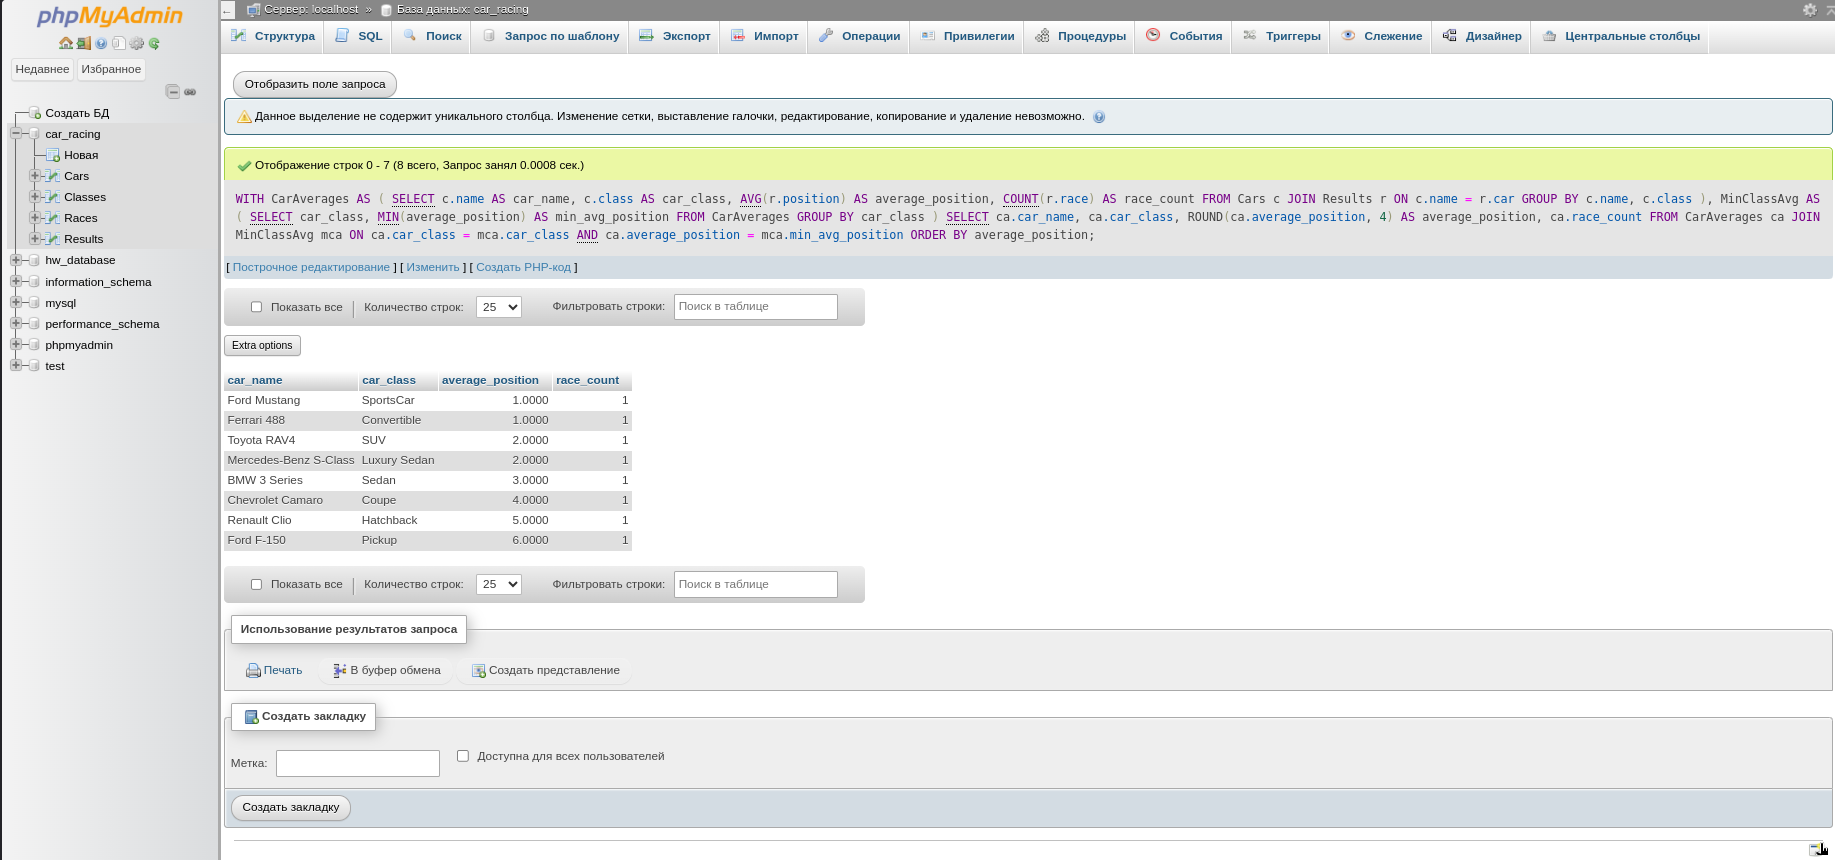 phpMyAdmin
Недавнее Избранное
Создать БД
car_racing
Новая
Cars
Classes
Races
Results
hw_database
information_schema
mysql
performance_schema
phpmyadmin
test
← Сервер: localhost » База данных: car_racing
Структура SQL Поиск Запрос по шаблону Экспорт Импорт Операции Привилегии Процедуры События Триггеры Слежение Дизайнер Центральные столбцы
Отобразить поле запроса
Данное выделение не содержит уникального столбца. Изменение сетки, выставление галочки, редактирование, копирование и удаление невозможно.
Отображение строк 0 - 7 (8 всего, Запрос занял 0.0008 сек.)
WITH CarAverages AS ( SELECT c.name AS car_name, c.class AS car_class, AVG(r.position) AS average_position, COUNT(r.race) AS race_count FROM Cars c JOIN Results r ON c.name = r.car GROUP BY c.name, c.class ), MinClassAvg AS
( SELECT car_class, MIN(average_position) AS min_avg_position FROM CarAverages GROUP BY car_class ) SELECT ca.car_name, ca.car_class, ROUND(ca.average_position, 4) AS average_position, ca.race_count FROM CarAverages ca JOIN
MinClassAvg mca ON ca.car_class = mca.car_class AND ca.average_position = mca.min_avg_position ORDER BY average_position;
[ Построчное редактирование ] [ Изменить ] [ Создать PHP-код ]
Показать все Количество строк: 25 Фильтровать строки: Поиск в таблице
Extra options
car_name car_class average_position race_count
Ford Mustang SportsCar 1.0000 1
Ferrari 488 Convertible 1.0000 1
Toyota RAV4 SUV 2.0000 1
Mercedes-Benz S-Class Luxury Sedan 2.0000 1
BMW 3 Series Sedan 3.0000 1
Chevrolet Camaro Coupe 4.0000 1
Renault Clio Hatchback 5.0000 1
Ford F-150 Pickup 6.0000 1
Показать все Количество строк: 25 Фильтровать строки: Поиск в таблице
Использование результатов запроса
Печать В буфер обмена Создать представление
Создать закладку
Метка: Доступна для всех пользователей
Создать закладку